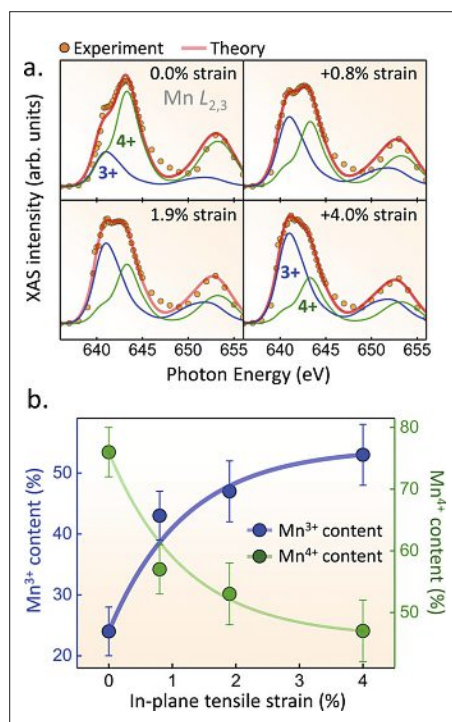 Experiment Theory
a.
0.0% strain
+0.8% strain
Mn L2,3
4+
3+
1.9% strain
+4.0% strain
3+
4+
XAS intensity (arb. units)
640 645 650 655 640 645 650 655
Photon Energy (eV)
b.
50
40
30
20
Mn3+ content (%)
80
70
60
50
Mn4+ content (%)
Mn3+ content
Mn4+ content
0 1 2 3 4
In-plane tensile strain (%)